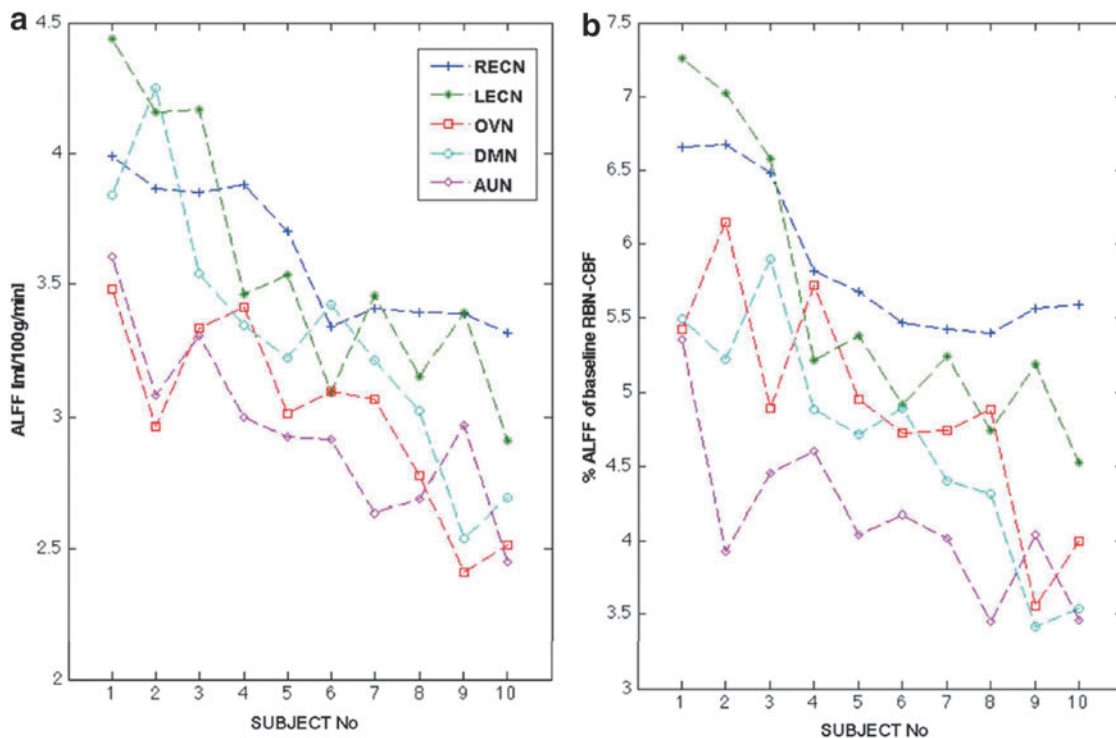 a
4.5
4
3.5
3
2.5
2
ALFF [ml/100g/min]
RECN
LECN
OVN
DMN
AUN
1 2 3 4 5 6 7 8 9 10
SUBJECT No
b
7.5
7
6.5
6
5.5
5
4.5
4
3.5
3
% ALFF of baseline RBN-CBF
1 2 3 4 5 6 7 8 9 10
SUBJECT No